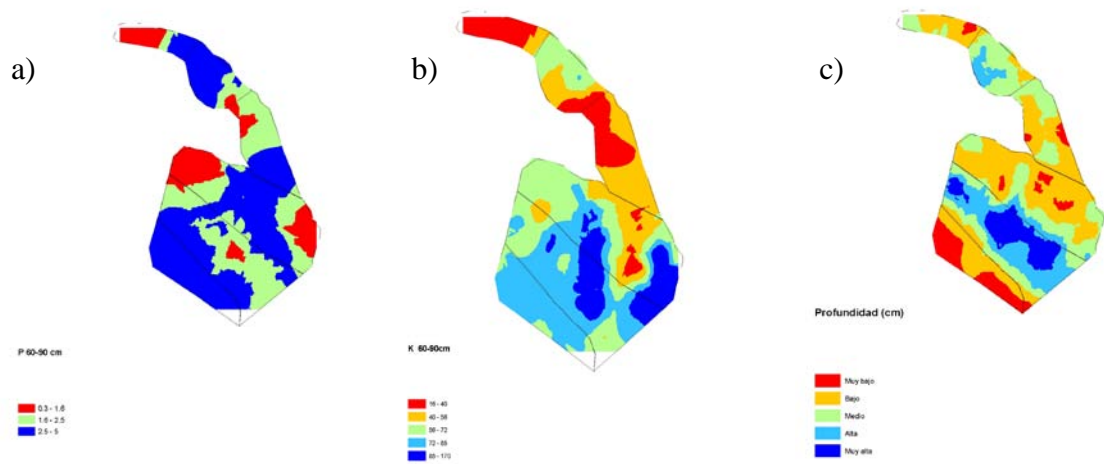 a)
b)
c)
P 60-90 cm
0.3 - 1.6
1.6 - 2.5
2.5 - 5
K 60-90cm
16 - 40
40 - 56
56 - 72
72 - 85
85 - 170
Profundidad (cm)
Muy bajo
Bajo
Medio
Alta
Muy alta